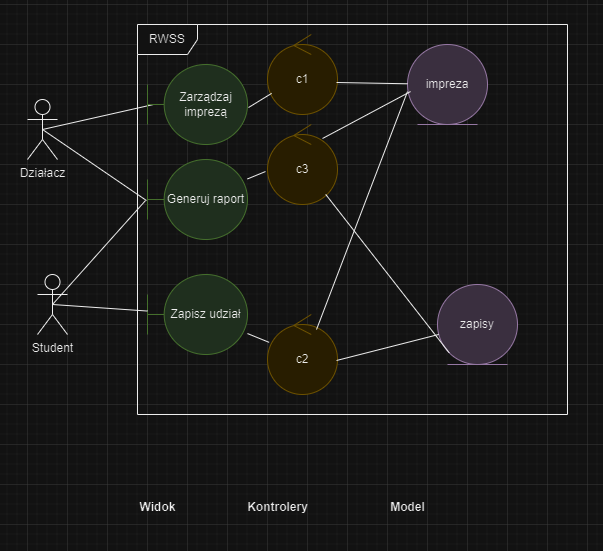 RWSS
c1
impreza
Zarządzaj
imprezą
Działacz
c3
Generuj raport
Zapisz udział
zapisy
Student
c2
Widok
Kontrolery
Model